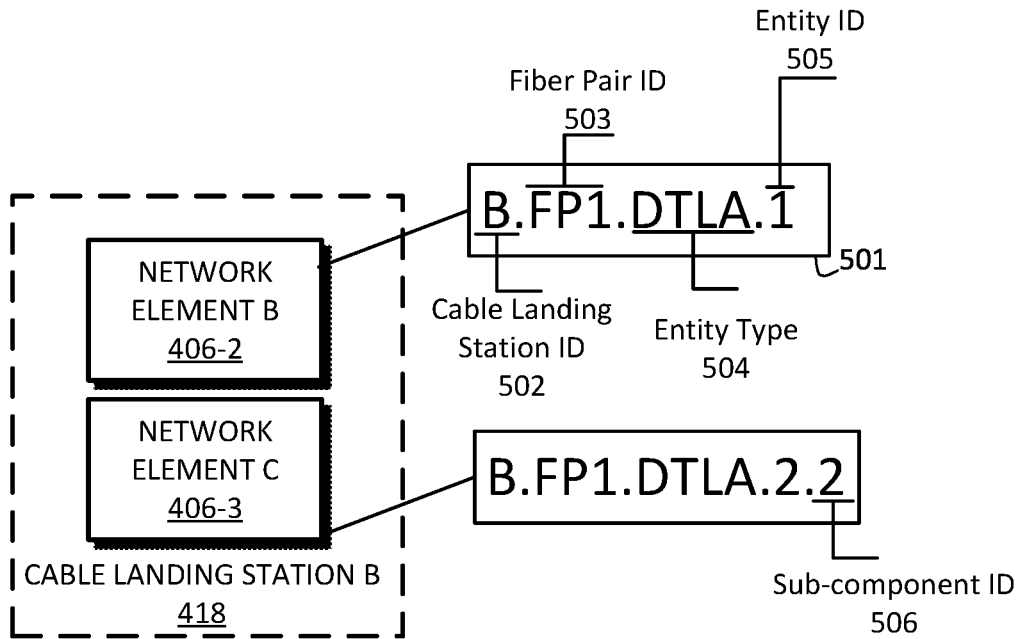 Entity ID
505
Fiber Pair ID
503
B.FP1.DTLA.1
501
Cable Landing
Station ID
502
Entity Type
504
NETWORK
ELEMENT B
406-2
NETWORK
ELEMENT C
406-3
CABLE LANDING STATION B
418
B.FP1.DTLA.2.2
Sub-component ID
506